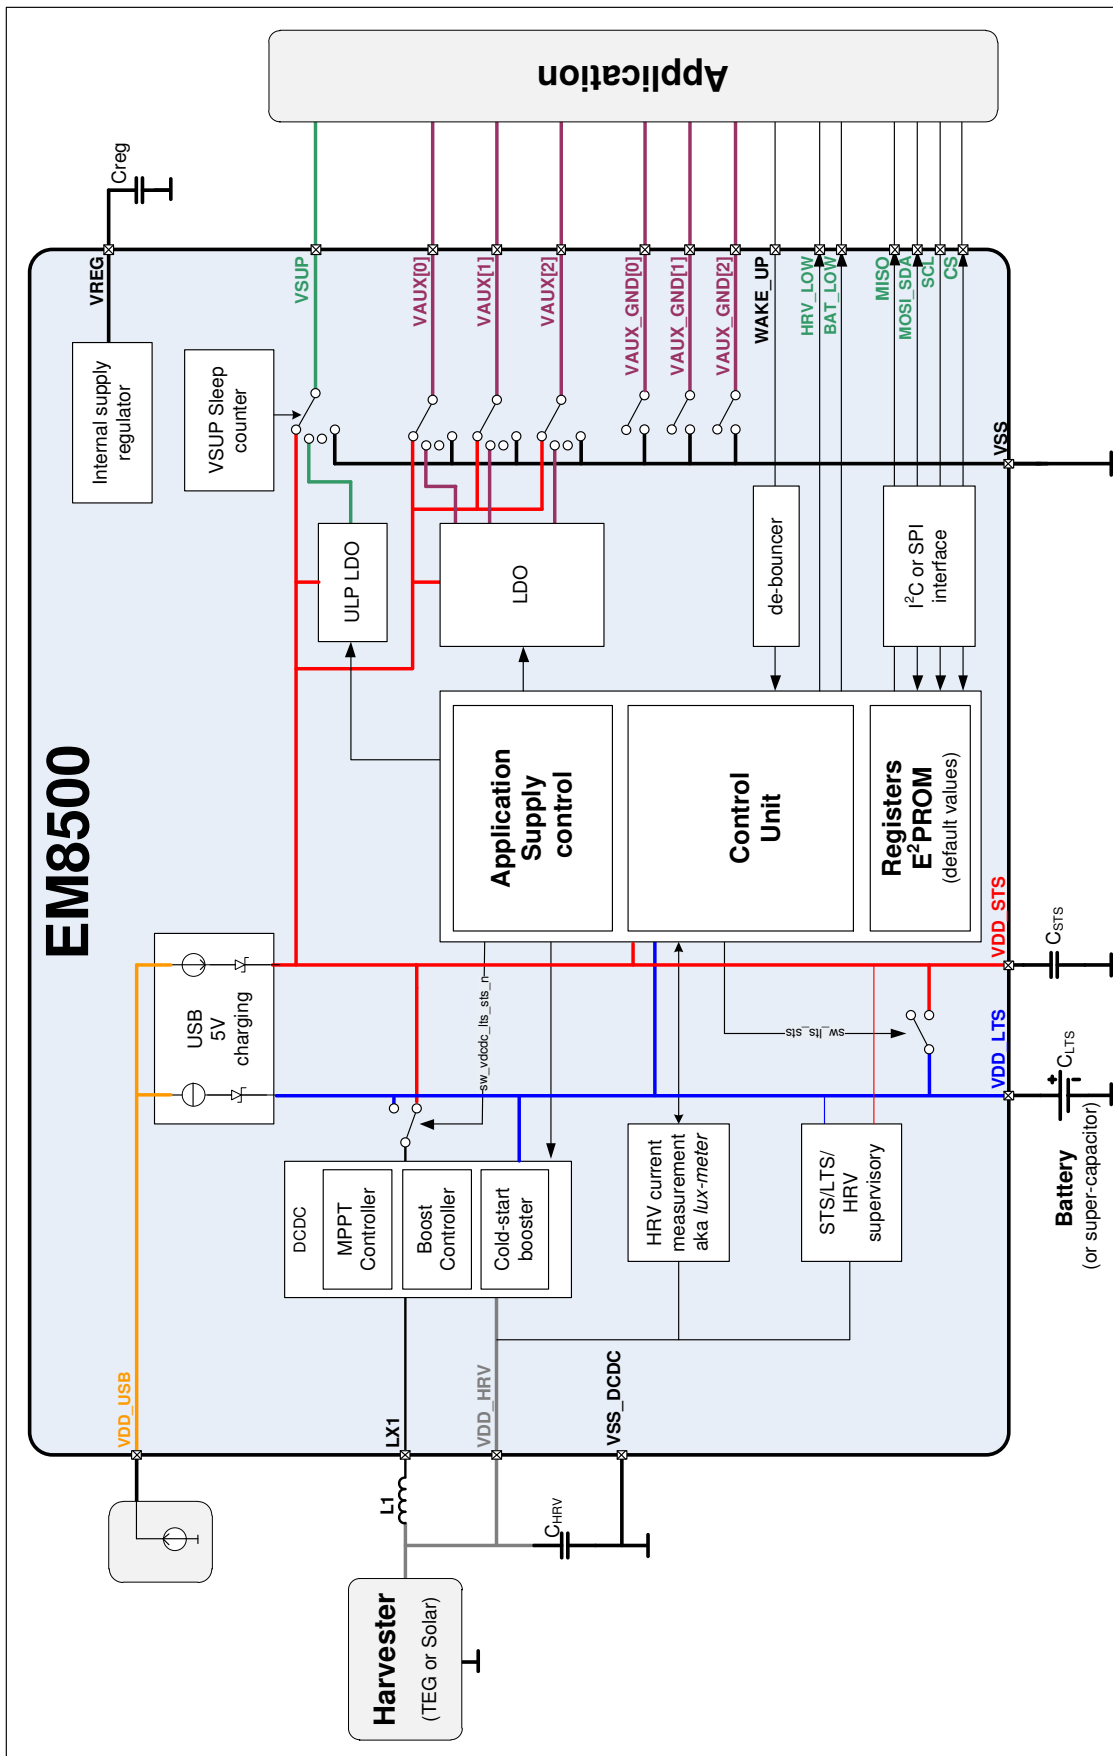 EM8500
Application
Creg
VREG
VSUP
VAUX[0]
VAUX[1]
VAUX[2]
VAUX_GND[0]
VAUX_GND[1]
VAUX_GND[2]
WAKE_UP
HRV_LOW
BAT_LOW
MISO
MOSI_SDA
SCL
CS
VSS
Internal supply
regulator
VSUP Sleep
counter
ULP LDO
LDO
de-bouncer
I²C or SPI
interface
Application
Supply
control
Control
Unit
Registers
E²PROM
(default values)
USB
5V
charging
sw_vdcdc_lts_sts_n
sw_lts_sts
VDD_STS
VDD_LTS
CSTS
CLTS
+
-
Battery
(or super-capacitor)
DCDC
MPPT
Controller
Boost
Controller
Cold-start
booster
HRV current
measurement
aka lux-meter
STS/LTS/
HRV
supervisory
VDD_USB
LX1
VDD_HRV
VSS_DCDC
L1
CHRV
Harvester
(TEG or Solar)